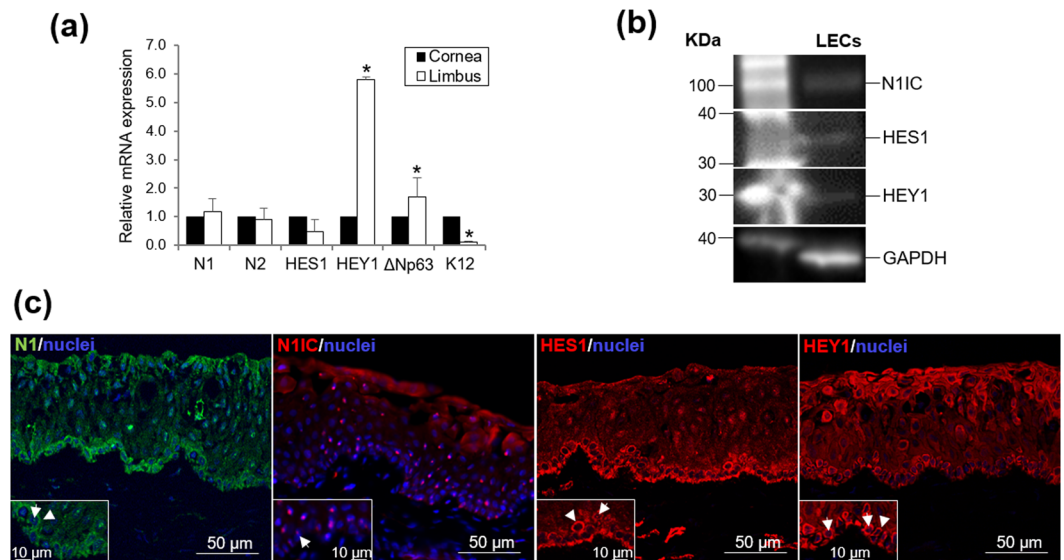 (a)
7.0
6.0
5.0
4.0
3.0
2.0
1.0
0.0
Relative mRNA expression
Cornea
Limbus
*
*
*
N1 N2 HES1 HEY1 ΔNp63 K12
(b)
KDa LECs
100 N1IC
40
HES1
30
30 HEY1
40
GAPDH
(c)
N1/nuclei N1IC/nuclei HES1/nuclei HEY1/nuclei
10 µm 50 µm 10 µm 50 µm 10 µm 50 µm 10 µm 50 µm